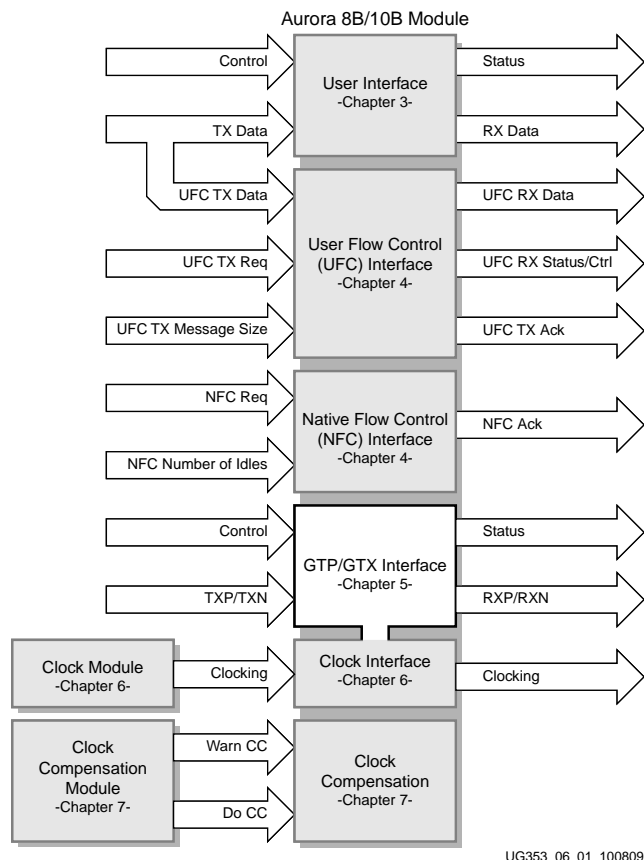 Aurora 8B/10B Module
Control
User Interface
-Chapter 3-
Status
TX Data
RX Data
UFC TX Data
UFC RX Data
User Flow Control
(UFC) Interface
-Chapter 4-
UFC TX Req
UFC RX Status/Ctrl
UFC TX Message Size
UFC TX Ack
NFC Req
Native Flow Control
(NFC) Interface
-Chapter 4-
NFC Ack
NFC Number of Idles
Control
Status
GTP/GTX Interface
-Chapter 5-
TXP/TXN
RXP/RXN
Clock Module
-Chapter 6-
Clocking
Clock Interface
-Chapter 6-
Clocking
Clock
Compensation
Module
-Chapter 7-
Warn CC
Do CC
Clock
Compensation
-Chapter 7-
UG353_06_01_100809